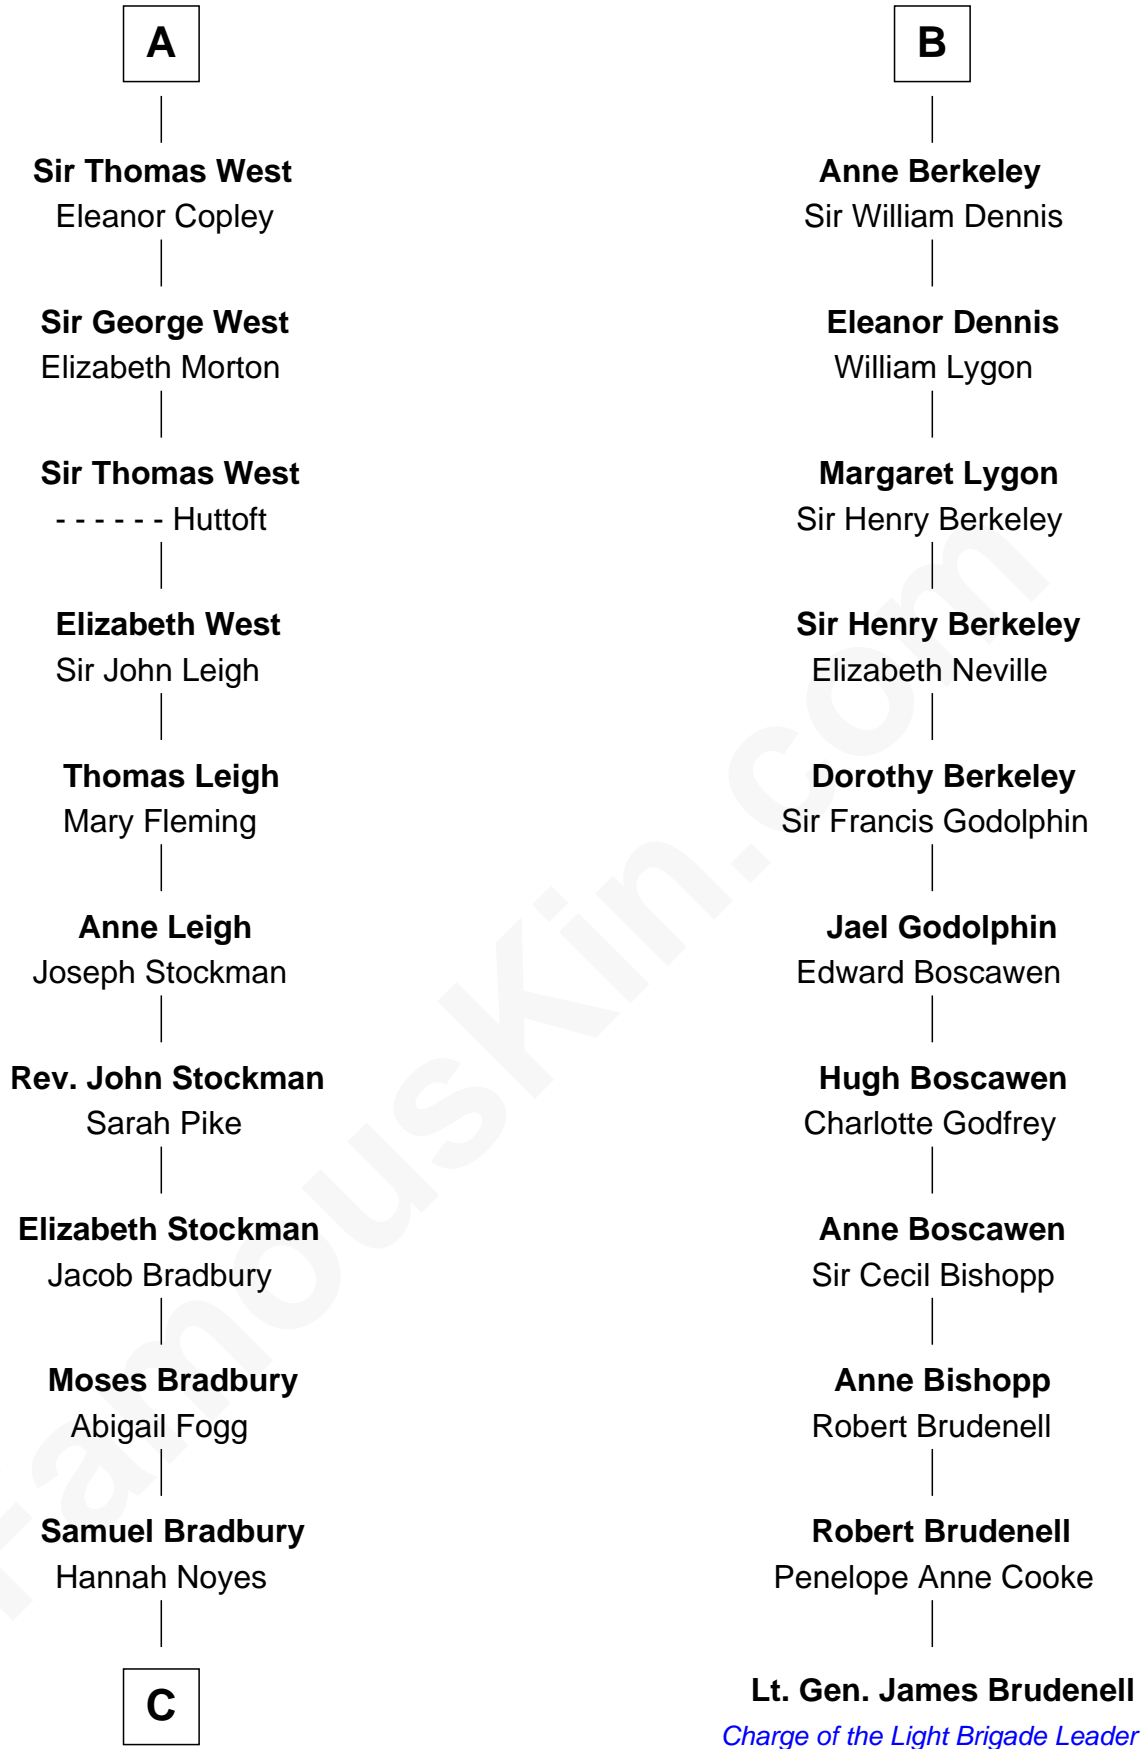 A
Sir Thomas West
Eleanor Copley
Sir George West
Elizabeth Morton
Sir Thomas West
- - - - - - Huttoft
Elizabeth West
Sir John Leigh
Thomas Leigh
Mary Fleming
Anne Leigh
Joseph Stockman
Rev. John Stockman
Sarah Pike
Elizabeth Stockman
Jacob Bradbury
Moses Bradbury
Abigail Fogg
Samuel Bradbury
Hannah Noyes
C
B
Anne Berkeley
Sir William Dennis
Eleanor Dennis
William Lygon
Margaret Lygon
Sir Henry Berkeley
Sir Henry Berkeley
Elizabeth Neville
Dorothy Berkeley
Sir Francis Godolphin
Jael Godolphin
Edward Boscawen
Hugh Boscawen
Charlotte Godfrey
Anne Boscawen
Sir Cecil Bishopp
Anne Bishopp
Robert Brudenell
Robert Brudenell
Penelope Anne Cooke
Lt. Gen. James Brudenell
Charge of the Light Brigade Leader
FamousKin.com